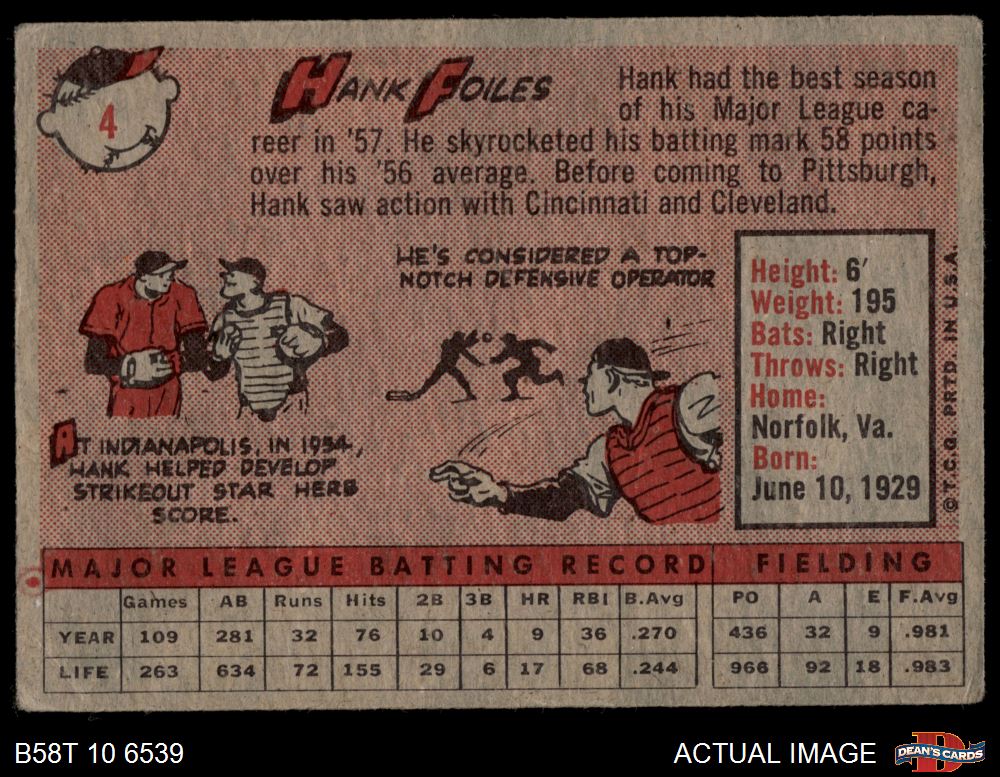 4
HANK FOILES
Hank had the best season
of his Major League ca-
reer in '57. He skyrocketed his batting mark 58 points
over his '56 average. Before coming to Pittsburgh,
Hank saw action with Cincinnati and Cleveland.
HE'S CONSIDERED A TOP-
NOTCH DEFENSIVE OPERATOR
AT INDIANAPOLIS, IN 1954,
HANK HELPED DEVELOP
STRIKEOUT STAR HERB
SCORE.
Height: 6'
Weight: 195
Bats: Right
Throws: Right
Home:
Norfolk, Va.
Born:
June 10, 1929
© T.C.G. PRTD. IN U.S.A.
MAJOR LEAGUE BATTING RECORD FIELDING
Games AB Runs Hits 2B 3B HR RBI B.Avg PO A E F.Avg
YEAR 109 281 32 76 10 4 9 36 .270 436 32 9 .981
LIFE 263 634 72 155 29 6 17 68 .244 966 92 18 .983
B58T 10 6539
ACTUAL IMAGE
D
DEAN'S CARDS